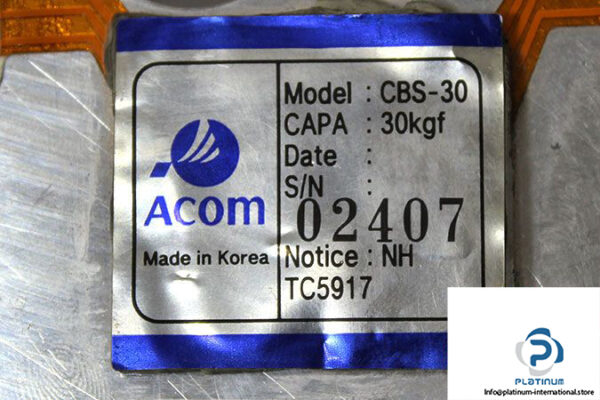 Acom
Made in Korea
Model : CBS-30
CAPA : 30kgf
Date :
S/N :
02407
Notice : NH
TC5917
PLATINUM
Info@platinum-international.store